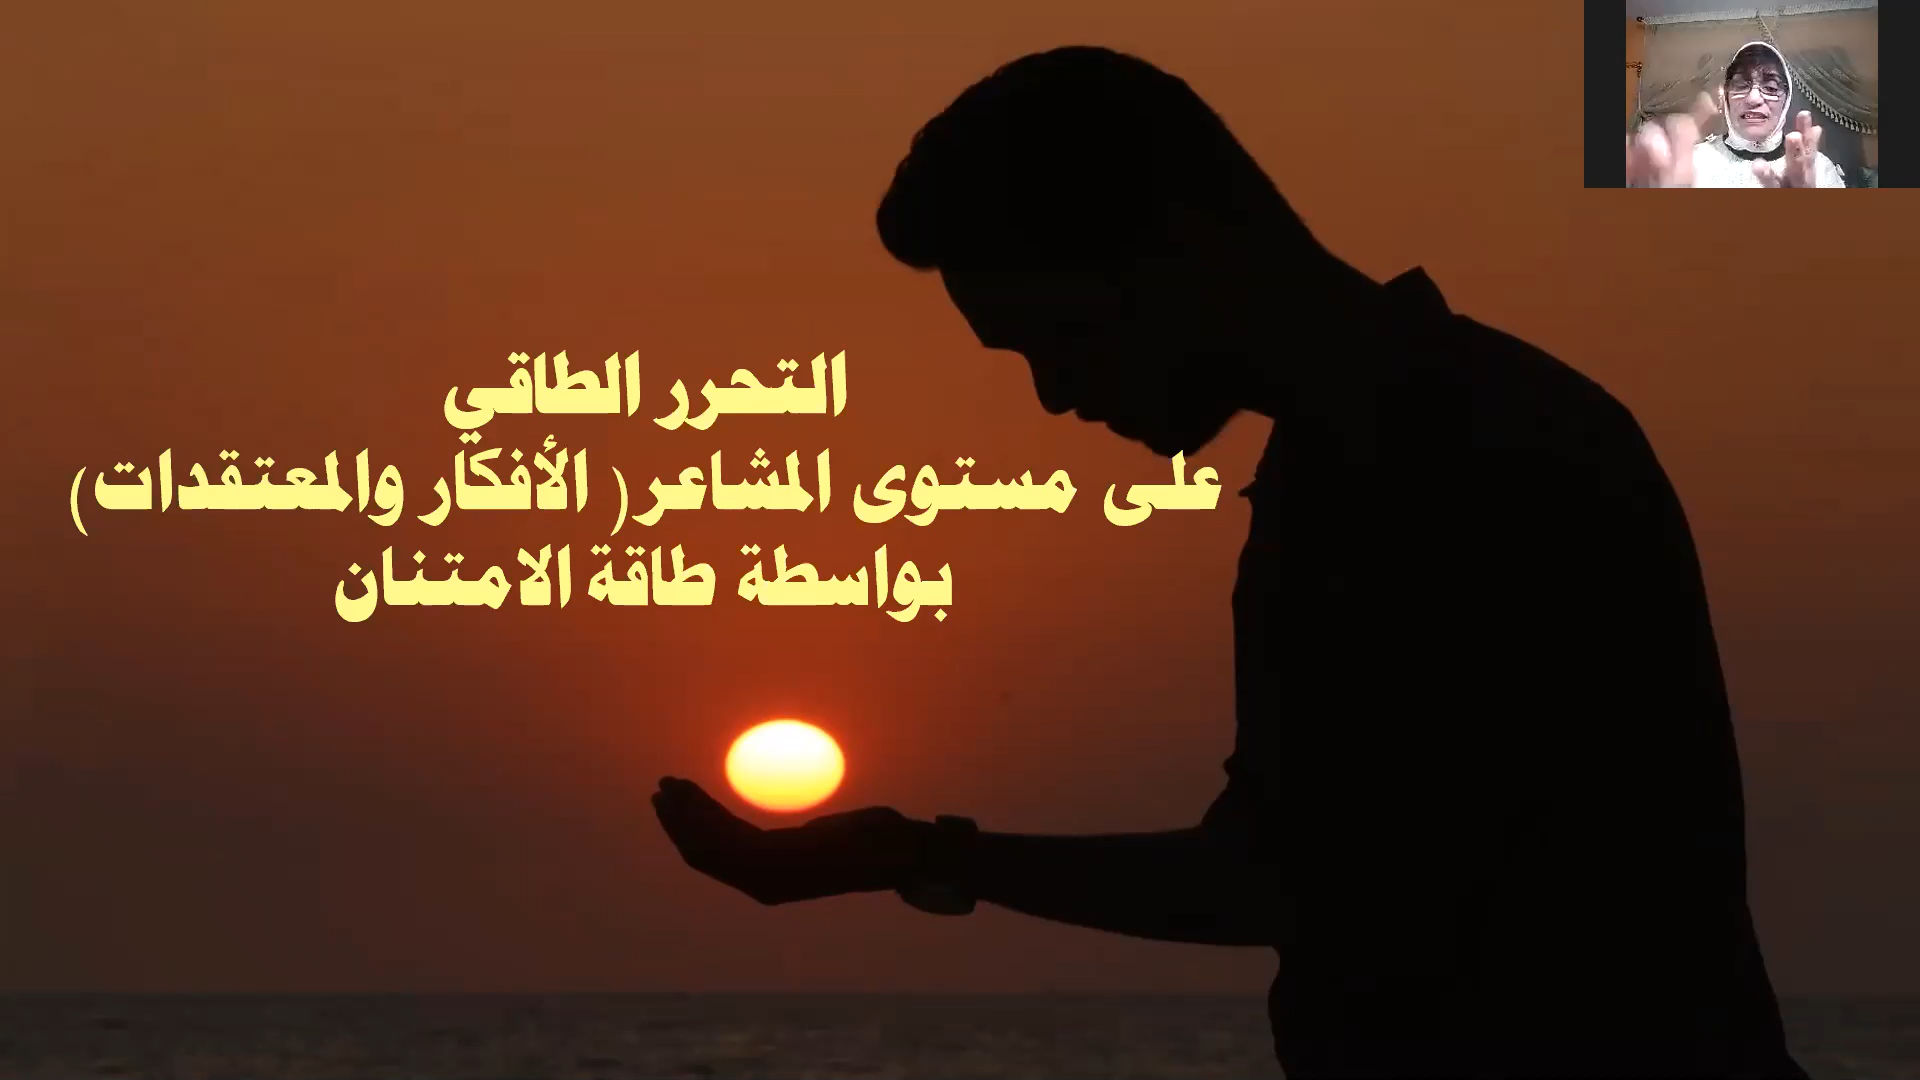 التحرر الطاقي
على مستوى المشاعر( الأفكار والمعتقدات)
بواسطة طاقة الامتنان